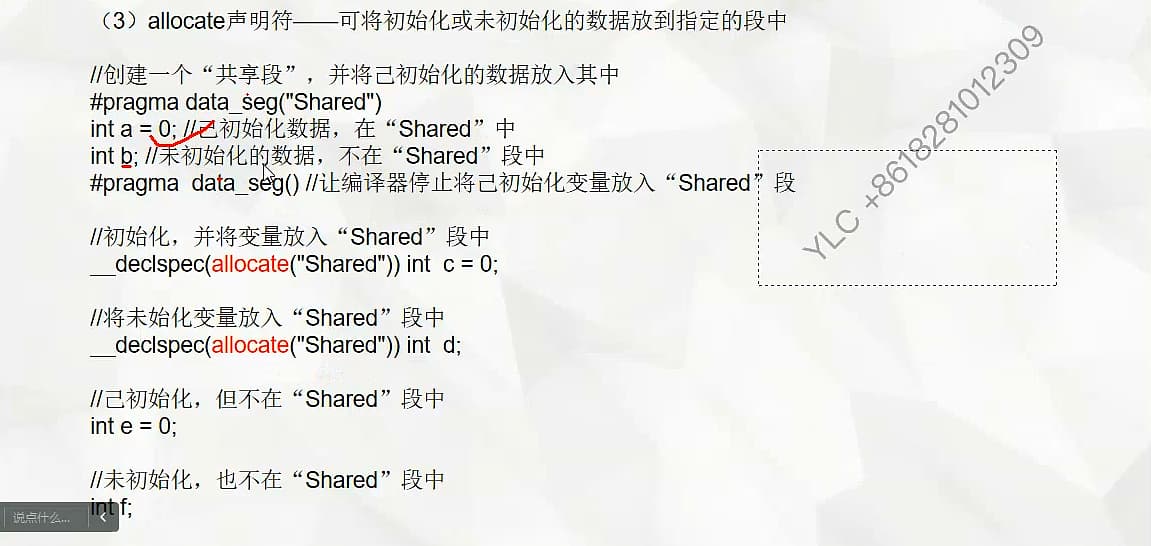 （3）allocate声明符——可将初始化或未初始化的数据放到指定的段中
//创建一个“共享段”，并将己初始化的数据放入其中
#pragma data_seg("Shared")
int a = 0; //己初始化数据，在“Shared”中
int b; //未初始化的数据，不在“Shared”段中
#pragma  data_seg() //让编译器停止将己初始化变量放入“Shared”段
//初始化，并将变量放入“Shared”段中
__declspec(allocate("Shared")) int  c = 0;
//将未始化变量放入“Shared”段中
__declspec(allocate("Shared")) int  d;
//己初始化，但不在“Shared”段中
int e = 0;
//未初始化，也不在“Shared”段中
int f;
说点什么...
YLC +8618281012309